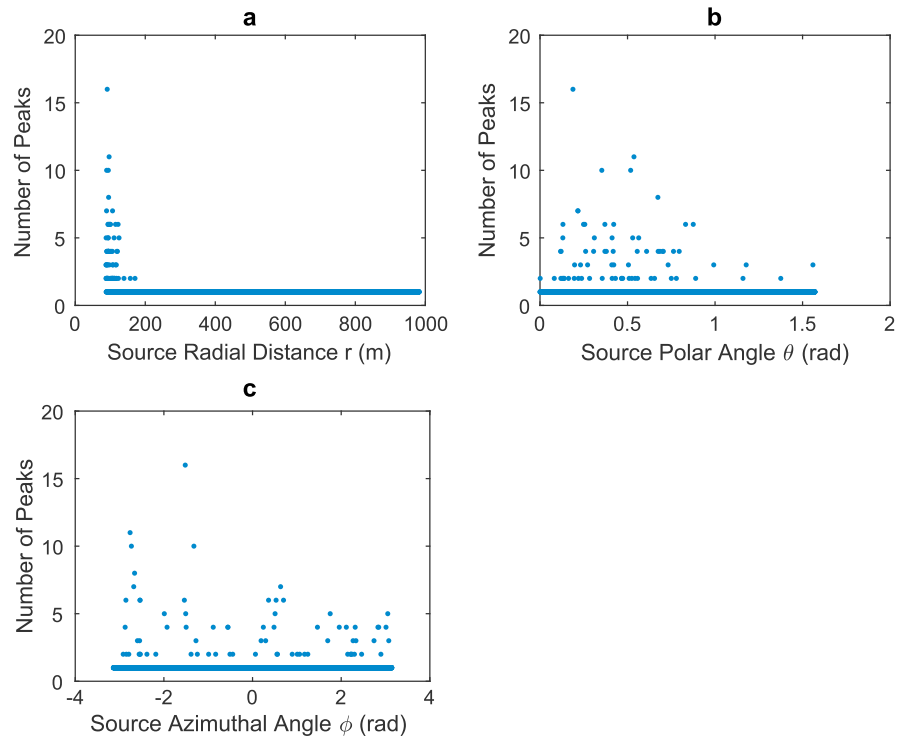 a
20
15
10
5
0
Number of Peaks
0 200 400 600 800 1000
Source Radial Distance r (m)
b
20
15
10
5
0
Number of Peaks
0 0.5 1 1.5 2
Source Polar Angle θ (rad)
c
20
15
10
5
0
Number of Peaks
-4 -2 0 2 4
Source Azimuthal Angle ϕ (rad)